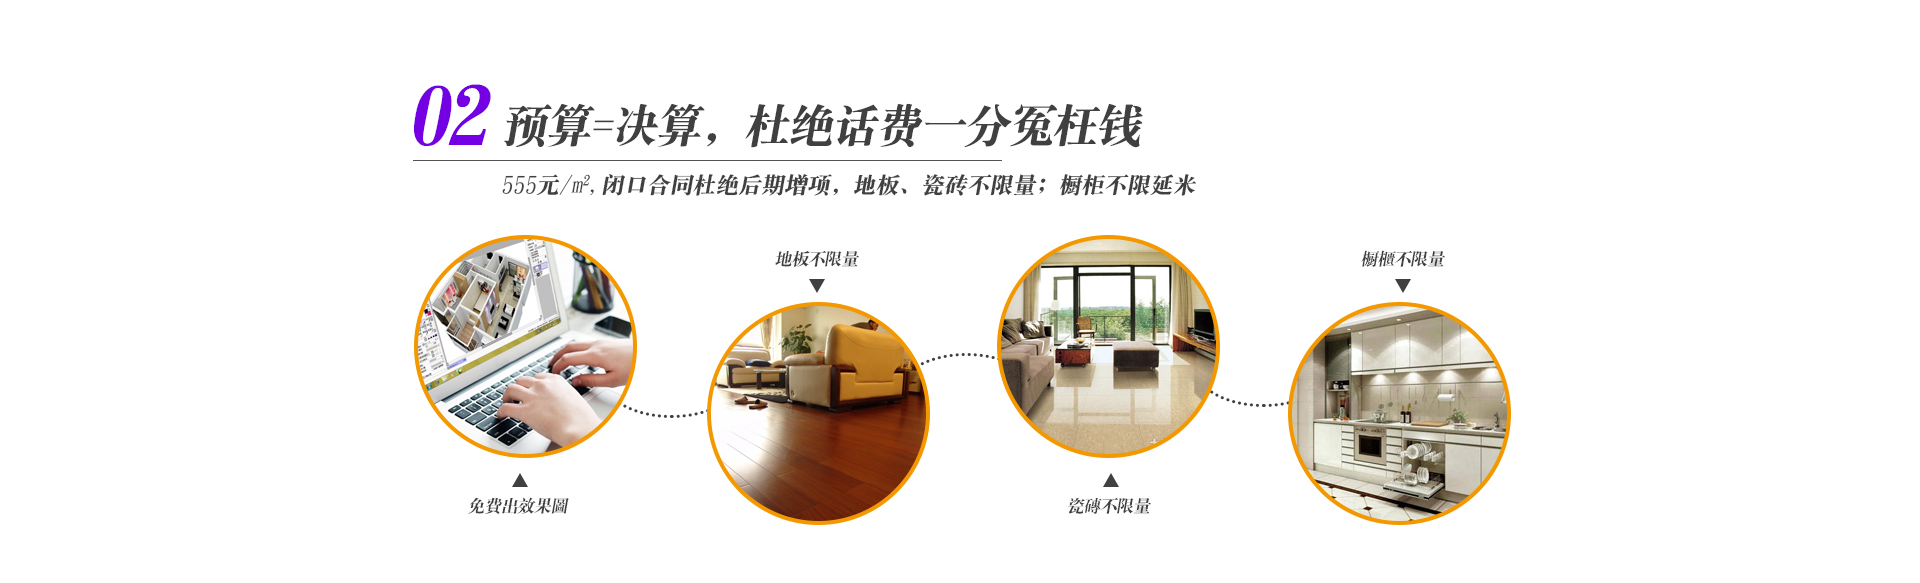 02 预算=决算，杜绝话费一分冤枉钱
555元/m²,闭口合同杜绝后期增项，地板、瓷砖不限量；橱柜不限延米
地板不限量
橱櫃不限量
免費出效果圖
瓷磚不限量